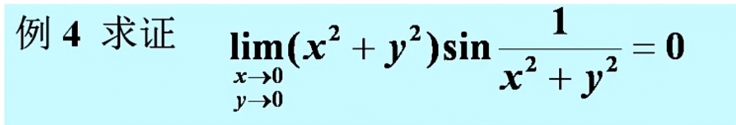 例 4 求证 lim(x² + y²)sin 1/(x² + y²) = 0
x→0
y→0